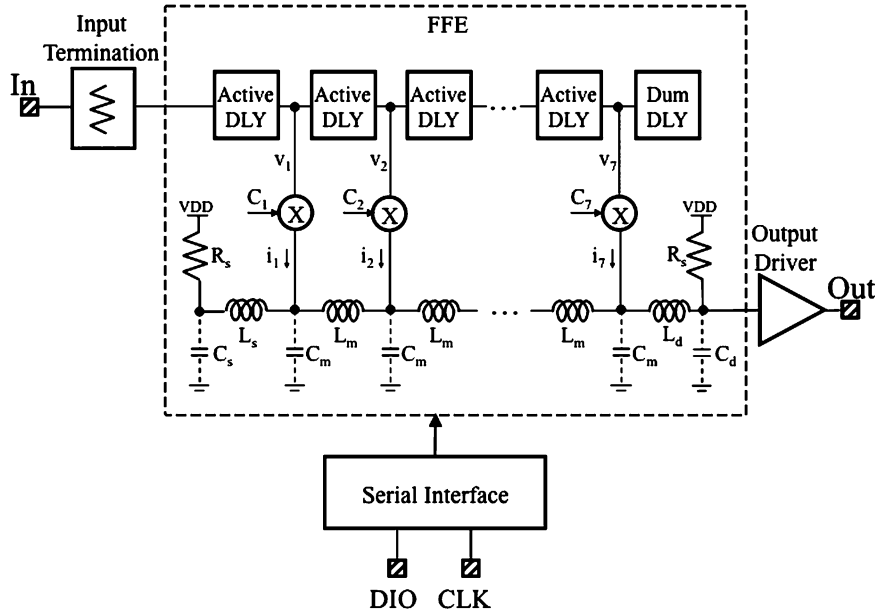 Input
Termination
FFE
In
Active
DLY
Active
DLY
Active
DLY
...
Active
DLY
Dum
DLY
v1
v2
v7
C1
X
C2
X
C7
X
VDD
Rs
i1
i2
i7
VDD
Rs
Output
Driver
Out
Ls
Lm
Lm
...
Lm
Ld
Cs
Cm
Cm
Cm
Cd
Serial Interface
DIO CLK